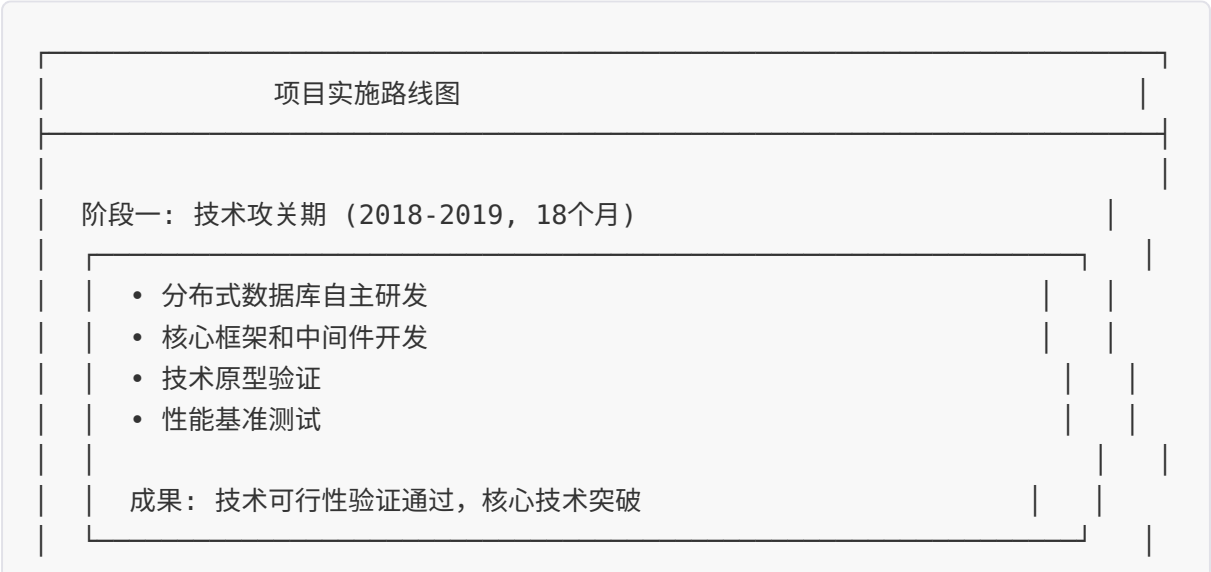 项目实施路线图
阶段一: 技术攻关期 (2018-2019, 18个月)
• 分布式数据库自主研发
• 核心框架和中间件开发
• 技术原型验证
• 性能基准测试
成果: 技术可行性验证通过，核心技术突破